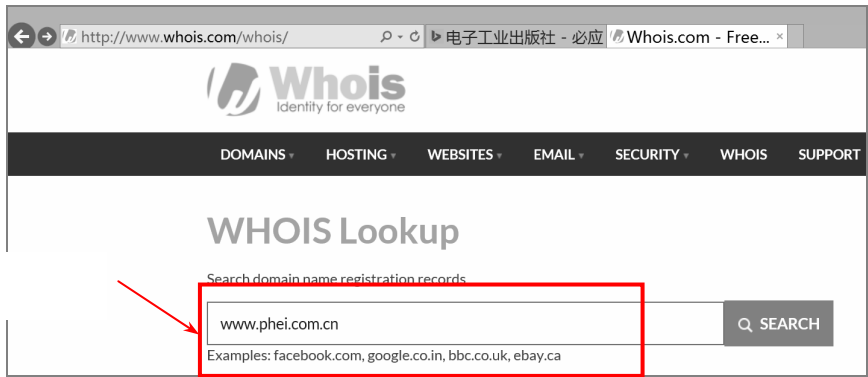 http://www.whois.com/whois/ 电子工业出版社 - 必应 Whois.com - Free... ×
Whois
Identity for everyone
DOMAINS HOSTING WEBSITES EMAIL SECURITY WHOIS SUPPORT
WHOIS Lookup
Search domain name registration records
www.phei.com.cn SEARCH
Examples: facebook.com, google.co.in, bbc.co.uk, ebay.ca